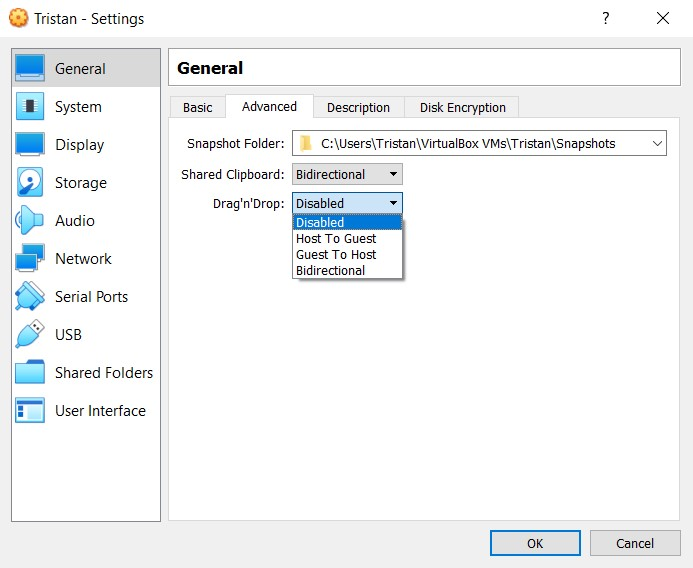 Tristan - Settings
?
General
System
Display
Storage
Audio
Network
Serial Ports
USB
Shared Folders
User Interface
General
Basic Advanced Description Disk Encryption
Snapshot Folder: C:\Users\Tristan\VirtualBox VMs\Tristan\Snapshots
Shared Clipboard: Bidirectional
Drag'n'Drop: Disabled
Disabled
Host To Guest
Guest To Host
Bidirectional
OK Cancel